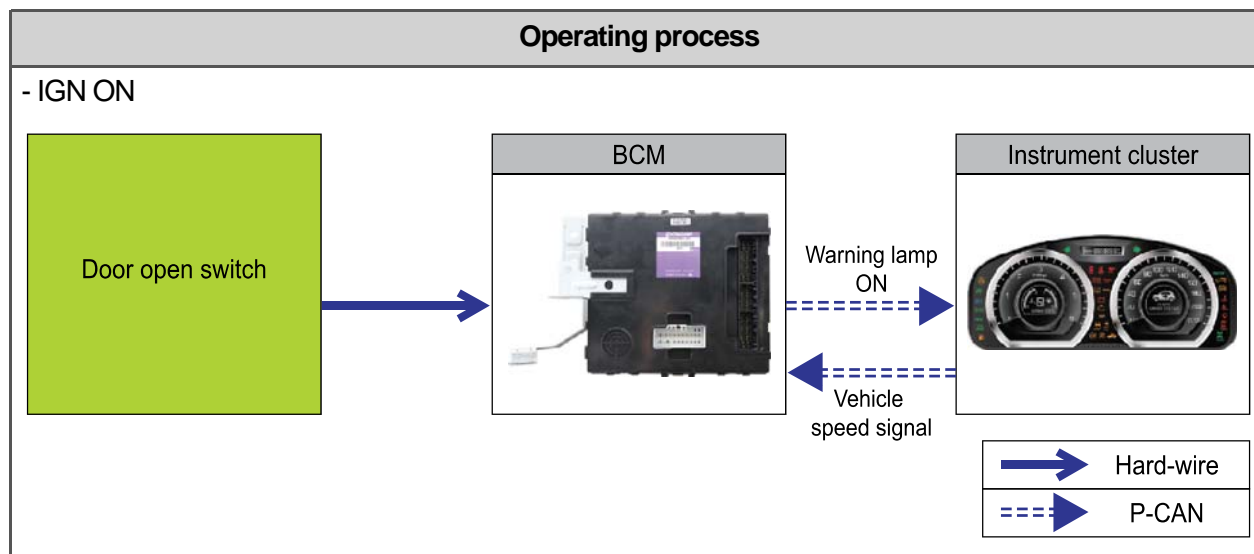 Operating process
- IGN ON
Door open switch
BCM
Instrument cluster
Warning lamp
ON
Vehicle
speed signal
Hard-wire
P-CAN